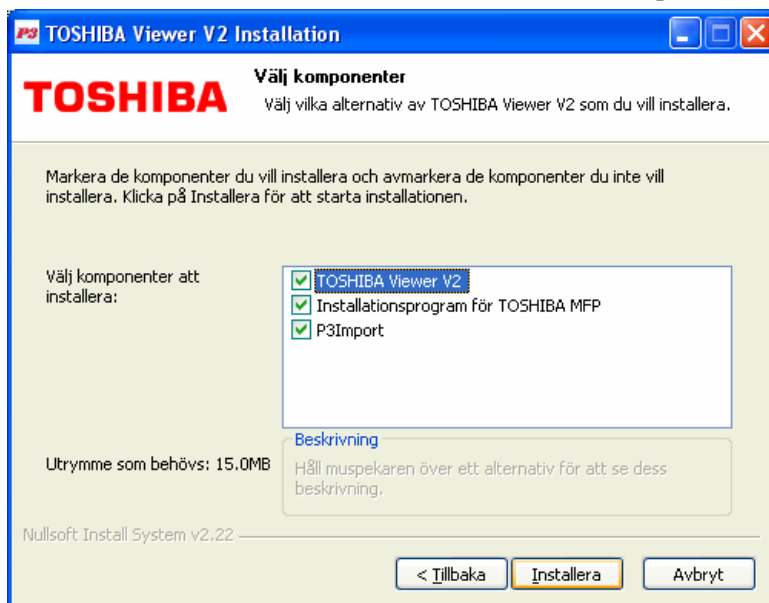 P3 TOSHIBA Viewer V2 Installation
TOSHIBA
Välj komponenter
Välj vilka alternativ av TOSHIBA Viewer V2 som du vill installera.
Markera de komponenter du vill installera och avmarkera de komponenter du inte vill
installera. Klicka på Installera för att starta installationen.
Välj komponenter att
installera:
TOSHIBA Viewer V2
Installationsprogram för TOSHIBA MFP
P3Import
Utrymme som behövs: 15.0MB
Beskrivning
Håll muspekaren över ett alternativ för att se dess
beskrivning.
Nullsoft Install System v2.22
< Tillbaka
Installera
Avbryt